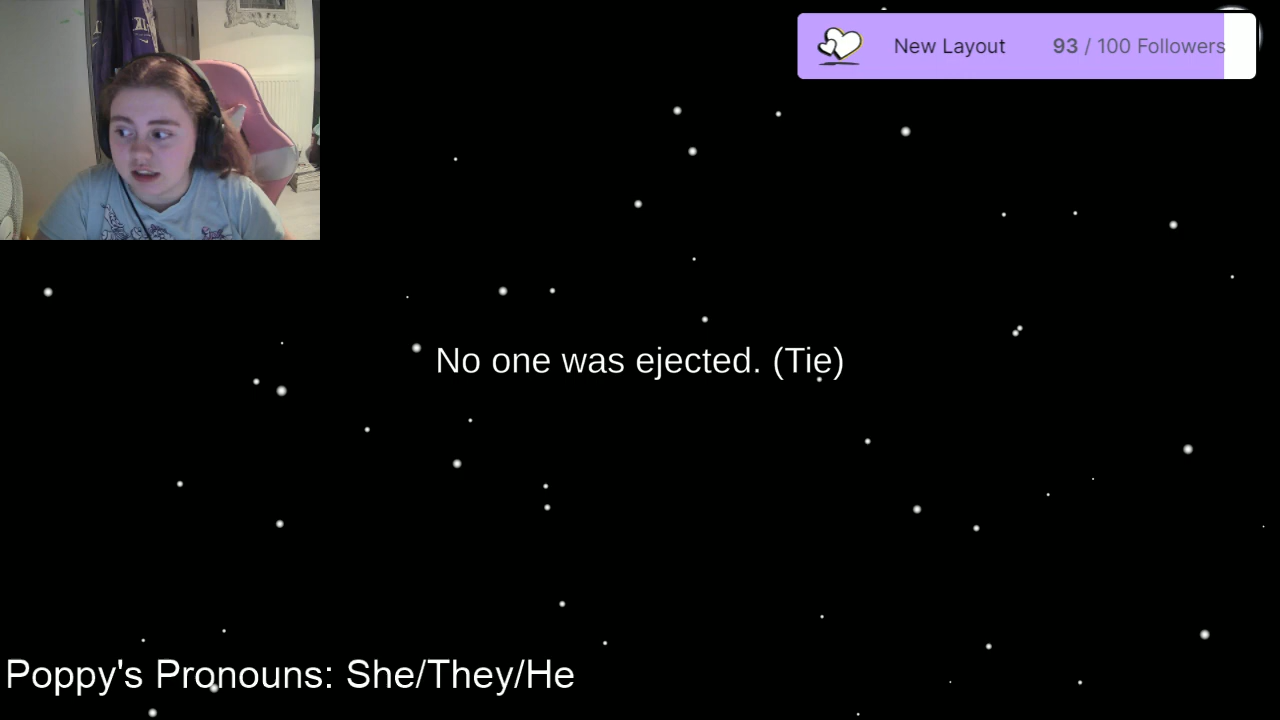 New Layout 93 / 100 Followers
No one was ejected. (Tie)
Poppy's Pronouns: She/They/He